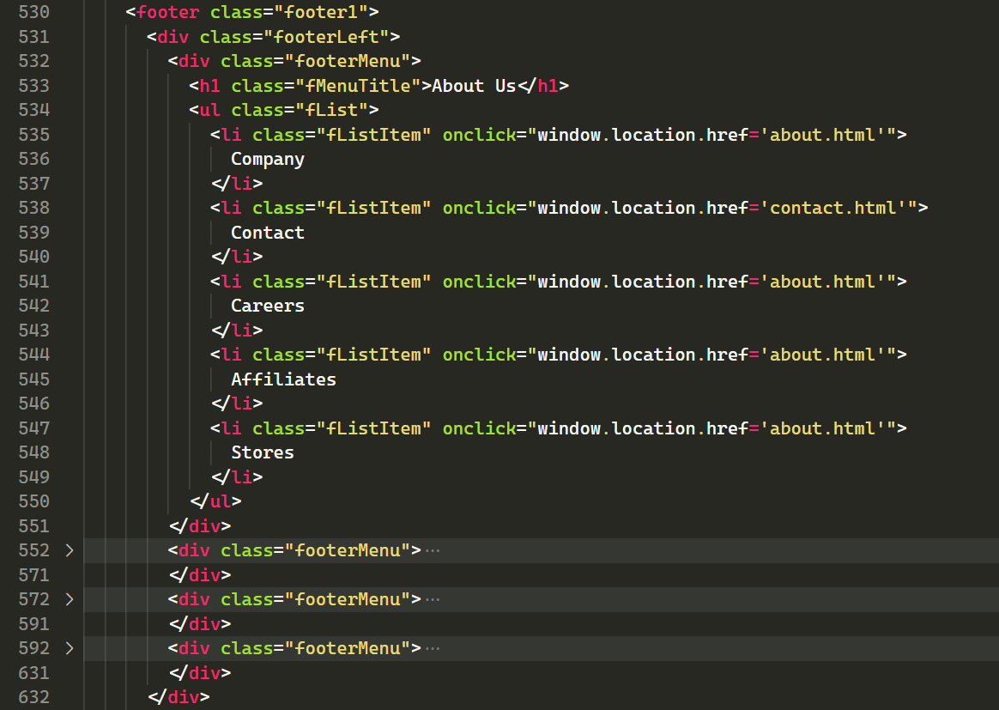 530 <footer class="footer1">
531 <div class="footerLeft">
532 <div class="footerMenu">
533 <h1 class="fMenuTitle">About Us</h1>
534 <ul class="fList">
535 <li class="fListItem" onclick="window.location.href='about.html'">
536 Company
537 </li>
538 <li class="fListItem" onclick="window.location.href='contact.html'">
539 Contact
540 </li>
541 <li class="fListItem" onclick="window.location.href='about.html'">
542 Careers
543 </li>
544 <li class="fListItem" onclick="window.location.href='about.html'">
545 Affiliates
546 </li>
547 <li class="fListItem" onclick="window.location.href='about.html'">
548 Stores
549 </li>
550 </ul>
551 </div>
552 <div class="footerMenu">···
571 </div>
572 <div class="footerMenu">···
591 </div>
592 <div class="footerMenu">···
631 </div>
632 </div>